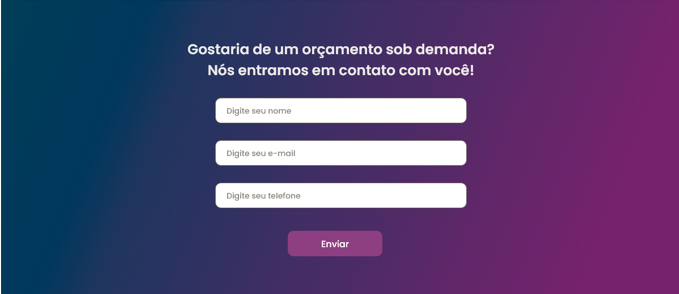 Gostaria de um orçamento sob demanda?
Nós entramos em contato com você!
Digite seu nome
Digite seu e-mail
Digite seu telefone
Enviar